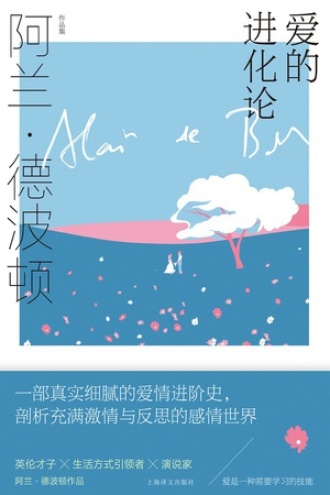 爱的
进化论
作品集
阿兰·德波顿
Alain de Bo
一部真实细腻的爱情进阶史,
剖析充满激情与反思的感情世界
英伦才子×生活方式引领者×演说家
阿兰·德波顿作品
上海译文出版社
爱是一种需要学习的技能